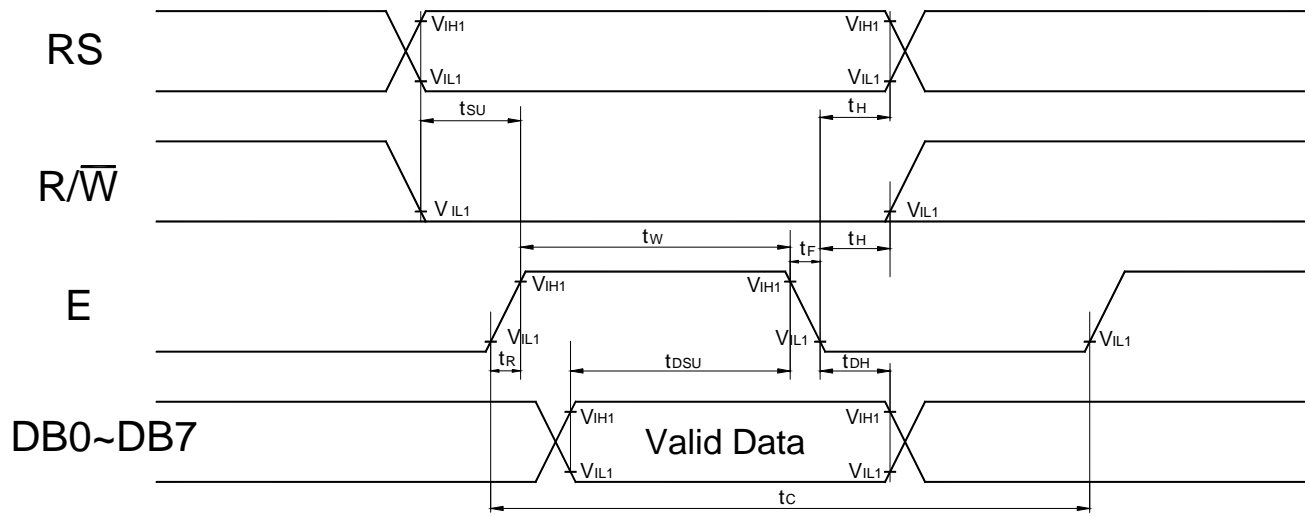 RS
VIH1
VIH1
VIL1
VIL1
tSU
tH
R/W̅
VIL1
VIL1
tW
tF
tH
E
VIH1
VIH1
VIL1
VIL1
VIL1
tR
tDSU
tDH
DB0~DB7
VIH1
VIH1
Valid Data
VIL1
VIL1
tC